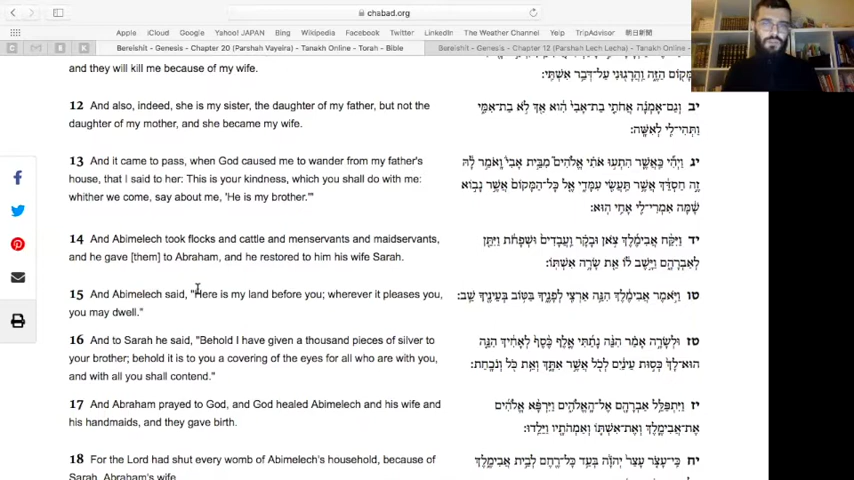 chabad.org
Apple
iCloud
Yahoo! JAPAN
Bing
Wikipedia
Facebook
Twitter
LinkedIn
The Weather Channel
Yelp
TripAdvisor
朝日新聞
Bereishit - Genesis - Chapter 20 (Parshah Vayeira) - Tanakh Online - Torah - Bible
Bereishit - Genesis - Chapter 12 (Parshah Lech Lecha) - Tanakh Onlin
and they will kill me because of my wife.
הַמָּק֖וֹם הַזֶּ֑ה וַֽהֲרָג֖וּנִי עַל־דְּבַ֥ר אִשְׁתִּֽי:
12 And also, indeed, she is my sister, the daughter of my father, but not the
daughter of my mother, and she became my wife.
יב וְגַם־אָמְנָ֗ה אֲחֹתִ֤י בַת־אָבִי֙ הִ֔וא אַ֖ךְ לֹ֣א בַת־אִמִּ֑י
וַתְּהִי־לִ֖י לְאִשָּֽׁה:
13 And it came to pass, when God caused me to wander from my father's
house, that I said to her: This is your kindness, which you shall do with me:
whither we come, say about me, 'He is my brother.'"
יג וַיְהִ֞י כַּֽאֲשֶׁ֧ר הִתְע֣וּ אֹתִ֗י אֱלֹהִים֘ מִבֵּ֣ית אָבִי֒ וָֽאֹמַ֣ר לָ֔הּ
זֶ֣ה חַסְדֵּ֔ךְ אֲשֶׁ֥ר תַּֽעֲשִׂ֖י עִמָּדִ֑י אֶ֤ל כָּל־הַמָּקוֹם֙ אֲשֶׁ֣ר נָב֣וֹא
שָׁ֔מָּה אִמְרִי־לִ֖י אָחִ֥י הֽוּא:
14 And Abimelech took flocks and cattle and menservants and maidservants,
and he gave [them] to Abraham, and he restored to him his wife Sarah.
יד וַיִּקַּ֨ח אֲבִימֶ֜לֶךְ צֹ֣אן וּבָקָ֗ר וַֽעֲבָדִים֙ וּשְׁפָחֹ֔ת וַיִּתֵּ֖ן
לְאַבְרָהָ֑ם וַיָּ֣שֶׁב ל֔וֹ אֵ֖ת שָׂרָ֥ה אִשְׁתּֽוֹ:
15 And Abimelech said, "Here is my land before you; wherever it pleases you,
you may dwell."
טו וַיֹּ֣אמֶר אֲבִימֶ֔לֶךְ הִנֵּ֥ה אַרְצִ֖י לְפָנֶ֑יךָ בַּטּ֥וֹב בְּעֵינֶ֖יךָ שֵֽׁב:
16 And to Sarah he said, "Behold I have given a thousand pieces of silver to
your brother; behold it is to you a covering of the eyes for all who are with you,
and with all you shall contend."
טז וּלְשָׂרָ֣ה אָמַ֗ר הִנֵּ֨ה נָתַ֜תִּי אֶ֤לֶף כֶּ֨סֶף֙ לְאָחִ֔יךְ הִנֵּ֤ה
הוּא־לָךְ֙ כְּס֣וּת עֵינַ֔יִם לְכֹ֖ל אֲשֶׁ֣ר אִתָּ֑ךְ וְאֵ֥ת כֹּ֖ל וְנֹכָֽחַת:
17 And Abraham prayed to God, and God healed Abimelech and his wife and
his handmaids, and they gave birth.
יז וַיִּתְפַּלֵּ֥ל אַבְרָהָ֖ם אֶל־הָֽאֱלֹהִ֑ים וַיִּרְפָּ֨א אֱלֹהִ֜ים
אֶת־אֲבִימֶ֧לֶךְ וְאֶת־אִשְׁתּ֛וֹ וְאַמְהֹתָ֖יו וַיֵּלֵֽדוּ:
18 For the Lord had shut every womb of Abimelech's household, because of
Sarah, Abraham's wife.
יח כִּֽי־עָצֹ֤ר עָצַר֙ יְהֹוָ֔ה בְּעַ֥ד כָּל־רֶ֖חֶם לְבֵ֣ית אֲבִימֶ֑לֶךְ